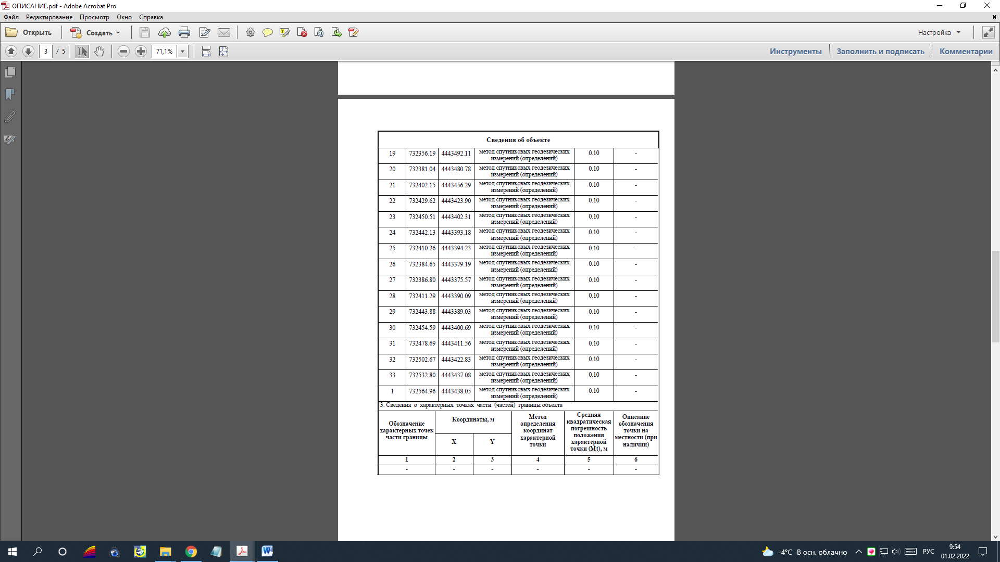 ОПИСАНИЕ.pdf - Adobe Acrobat Pro
Файл Редактирование Просмотр Окно Справка
Открыть Создать Настройка
3 / 5 71,1% Инструменты Заполнить и подписать Комментарии
Сведения об объекте
19 732356.19 4443492.11 метод спутниковых геодезических измерений (определений) 0.10 -
20 732381.04 4443480.78 метод спутниковых геодезических измерений (определений) 0.10 -
21 732402.15 4443456.29 метод спутниковых геодезических измерений (определений) 0.10 -
22 732429.62 4443423.90 метод спутниковых геодезических измерений (определений) 0.10 -
23 732450.51 4443402.31 метод спутниковых геодезических измерений (определений) 0.10 -
24 732442.13 4443393.18 метод спутниковых геодезических измерений (определений) 0.10 -
25 732410.26 4443394.23 метод спутниковых геодезических измерений (определений) 0.10 -
26 732384.65 4443379.19 метод спутниковых геодезических измерений (определений) 0.10 -
27 732386.80 4443375.57 метод спутниковых геодезических измерений (определений) 0.10 -
28 732411.29 4443390.09 метод спутниковых геодезических измерений (определений) 0.10 -
29 732443.88 4443389.03 метод спутниковых геодезических измерений (определений) 0.10 -
30 732454.59 4443400.69 метод спутниковых геодезических измерений (определений) 0.10 -
31 732478.69 4443411.56 метод спутниковых геодезических измерений (определений) 0.10 -
32 732502.67 4443422.83 метод спутниковых геодезических измерений (определений) 0.10 -
33 732532.80 4443437.08 метод спутниковых геодезических измерений (определений) 0.10 -
1 732564.96 4443438.05 метод спутниковых геодезических измерений (определений) 0.10 -
3. Сведения о характерных точках части (частей) границы объекта
Обозначение характерных точек части границы
Координаты, м
X Y
Метод определения координат характерной точки
Средняя квадратическая погрешность положения характерной точки (Mt), м
Описание обозначения точки на местности (при наличии)
1 2 3 4 5 6
- - - - - -
-4°C В осн. облачно РУС 9:54
01.02.2022